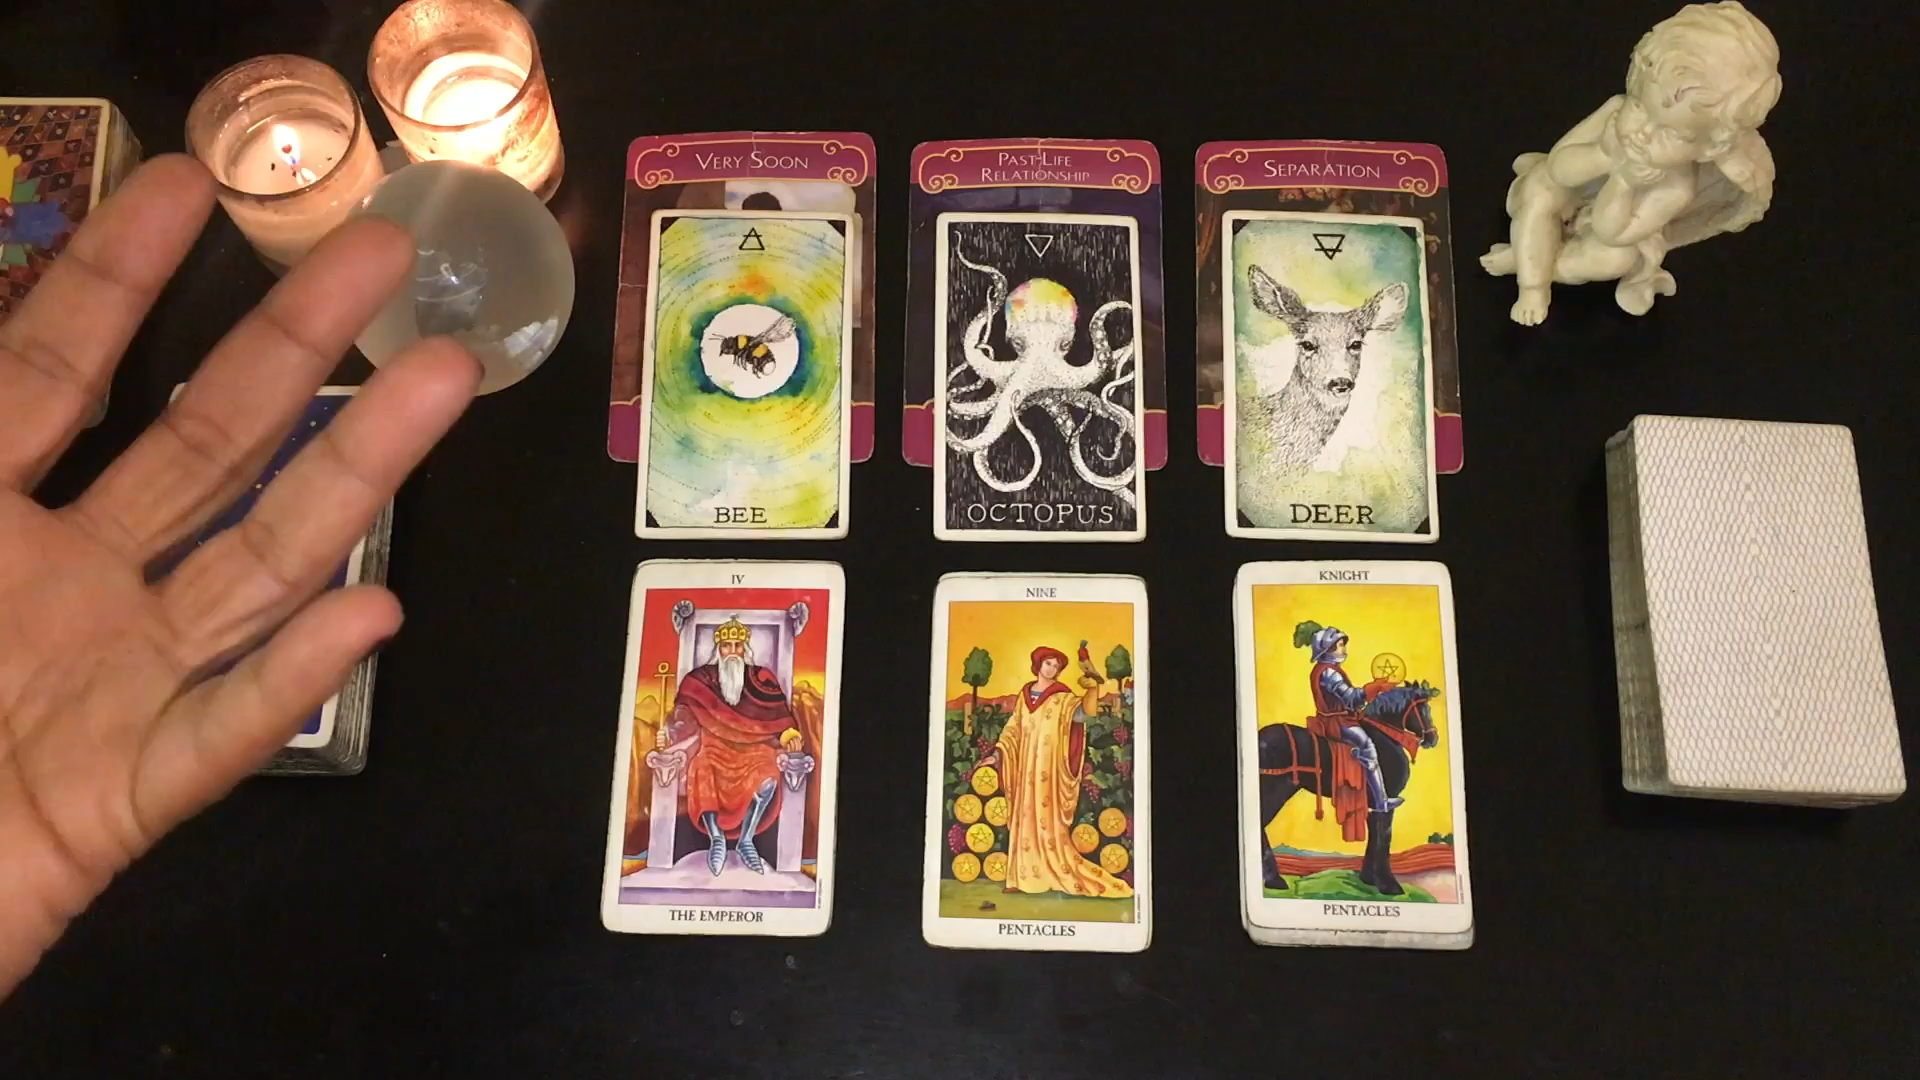 VERY SOON
PAST-LIFE
RELATIONSHIP
SEPARATION
BEE
OCTOPUS
DEER
IV
THE EMPEROR
NINE
PENTACLES
KNIGHT
PENTACLES